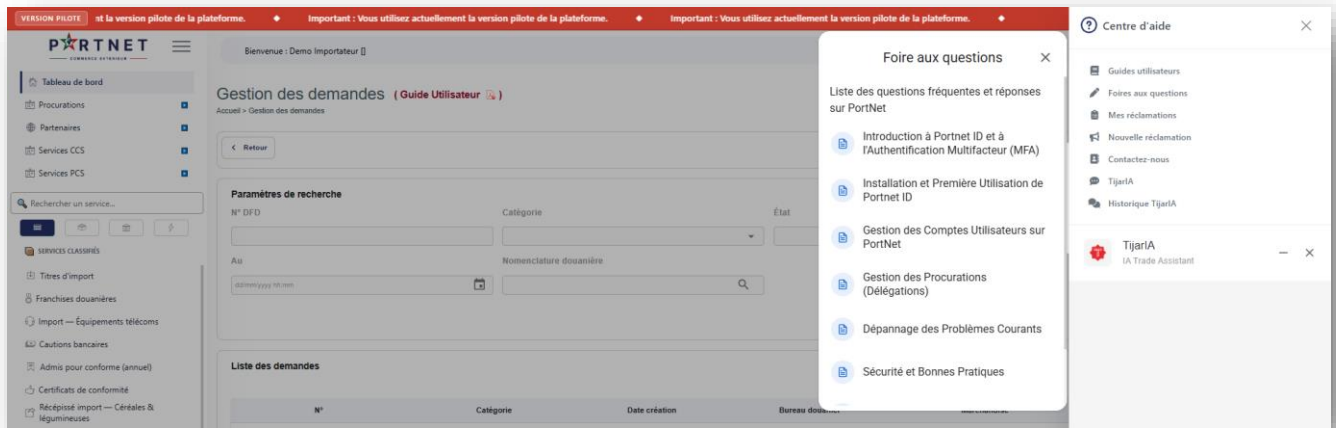 VERSION PILOTE
nt la version pilote de la plateforme.
Important : Vous utilisez actuellement la version pilote de la plateforme.
Important : Vous utilisez actuellement la version pilote de la plateforme.
PORTNET
COMMERCE EXTERIEUR
Tableau de bord
Procurations
Partenaires
Services CCS
Services PCS
Rechercher un service...
SERVICES CLASSIFIÉS
Titres d'import
Franchises douanières
Import — Équipements télécoms
Cautions bancaires
Admis pour conforme (annuel)
Certificats de conformité
Récépissé import — Céréales &
légumineuses
Bienvenue : Demo Importateur []
Gestion des demandes ( Guide Utilisateur )
Accueil > Gestion des demandes
< Retour
Paramètres de recherche
N° DFD
Catégorie
État
Au
Nomenclature douanière
dd/mm/yyyy hh:mm
Liste des demandes
N°
Catégorie
Date création
Bureau douanier
Marchandise
Foire aux questions
Liste des questions fréquentes et réponses
sur PortNet
Introduction à Portnet ID et à
l'Authentification Multifacteur (MFA)
Installation et Première Utilisation de
Portnet ID
Gestion des Comptes Utilisateurs sur
PortNet
Gestion des Procurations
(Délégations)
Dépannage des Problèmes Courants
Sécurité et Bonnes Pratiques
Centre d'aide
Guides utilisateurs
Foires aux questions
Mes réclamations
Nouvelle réclamation
Contactez-nous
TijarIA
Historique TijarIA
TijarIA
IA Trade Assistant